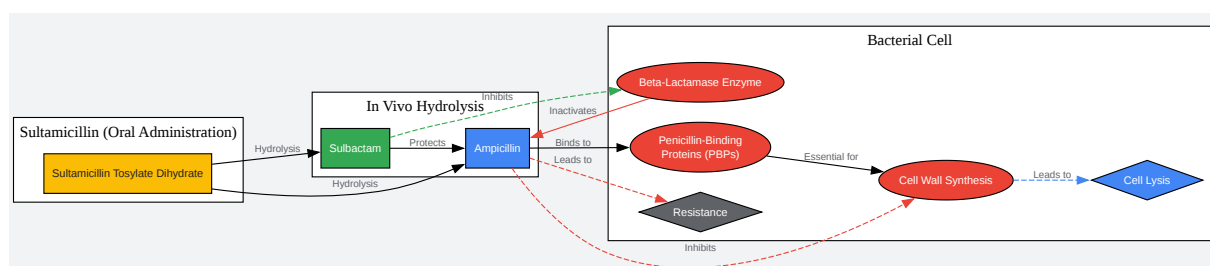 Bacterial Cell
Beta-Lactamase Enzyme
In Vivo Hydrolysis
Inhibits
Inactivates
Sultamicillin (Oral Administration)
Hydrolysis
Sulbactam
Protects
Ampicillin
Binds to
Penicillin-Binding
Proteins (PBPs)
Essential for
Leads to
Sultamicillin Tosylate Dihydrate
Hydrolysis
Cell Wall Synthesis
Leads to
Cell Lysis
Resistance
Inhibits